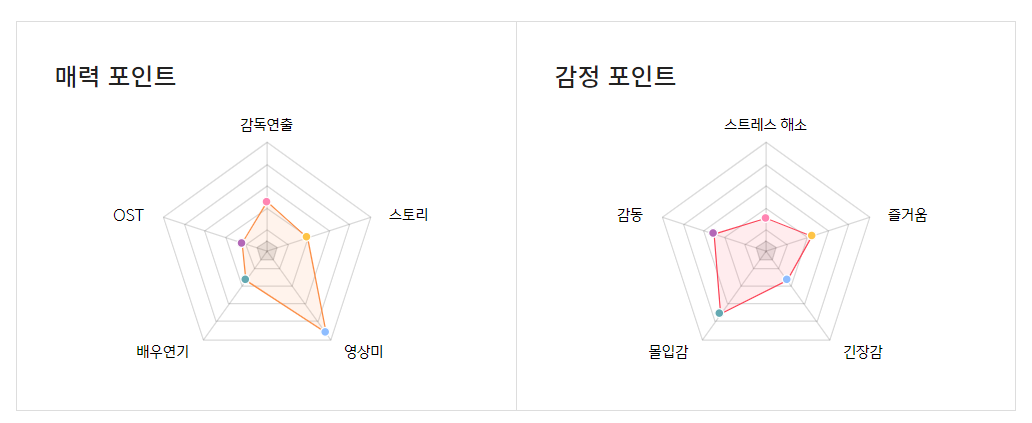 매력 포인트
감독연출
OST
스토리
배우연기
영상미
감정 포인트
스트레스 해소
감동
즐거움
몰입감
긴장감